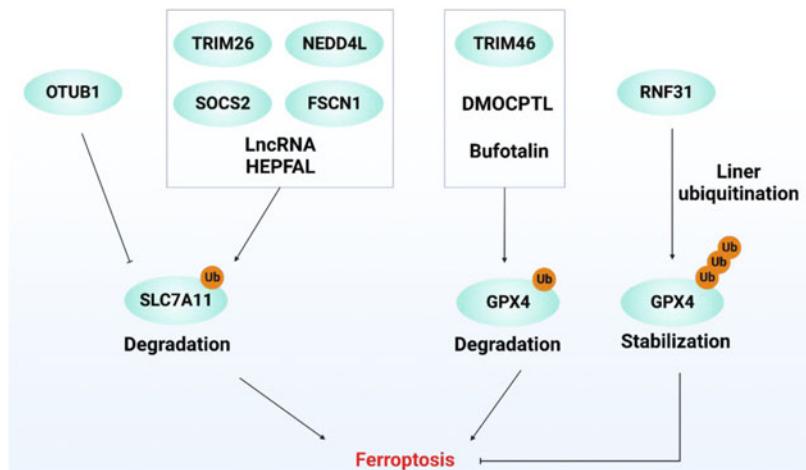 TRIM26 NEDD4L
TRIM46
OTUB1
SOCS2 FSCN1
DMOCPTL
RNF31
LncRNA
HEPFAL
Bufotalin
Liner
ubiquitination
Ub
Ub
Ub
Ub
Ub
SLC7A11
GPX4
GPX4
Degradation
Degradation
Stabilization
Ferroptosis